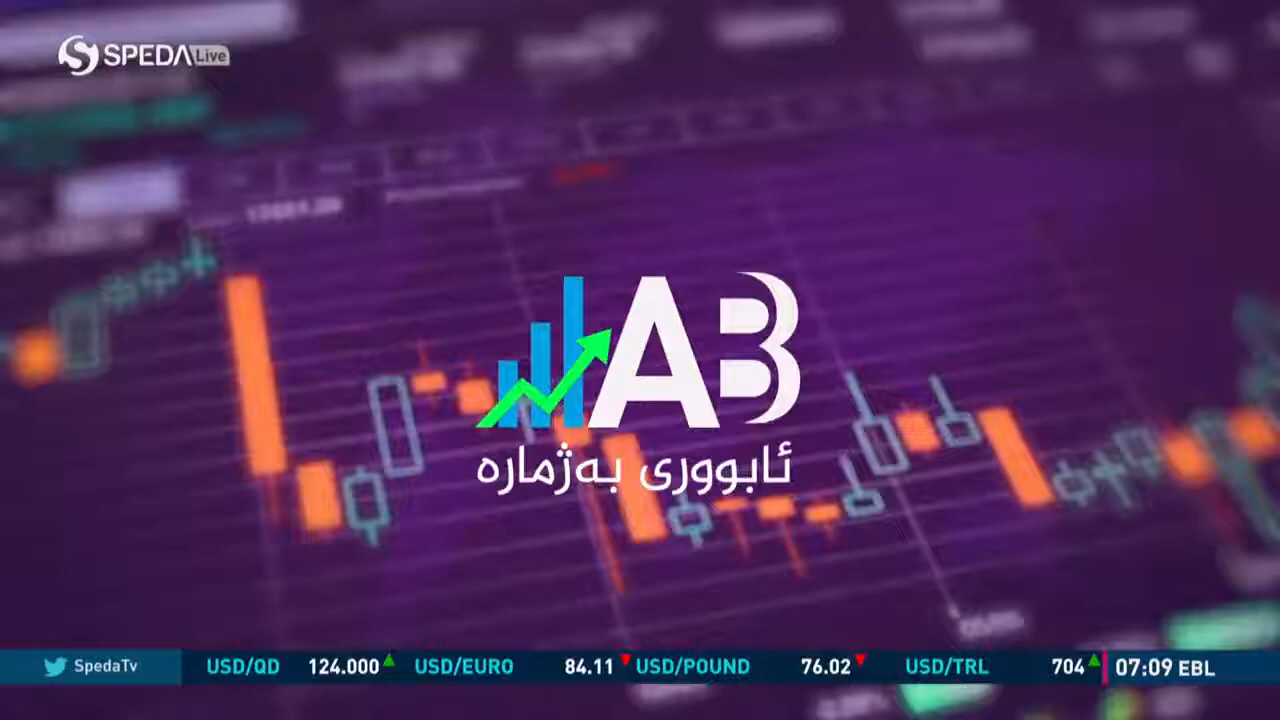 SPEDA Live
AB
ئابووری بەژمارە
SpedaTv USD/QD 124.000 USD/EURO 84.11 USD/POUND 76.02 USD/TRL 704 07:09 EBL